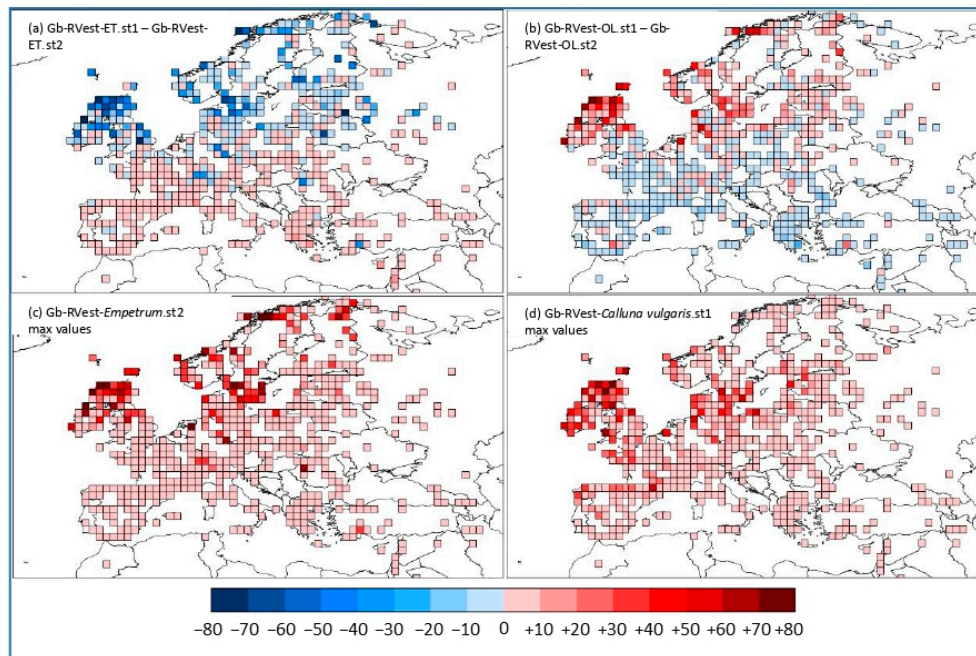 (a) Gb-RVest-ET.st1 – Gb-RVest-
ET.st2
(b) Gb-RVest-OL.st1 – Gb-
RVest-OL.st2
(c) Gb-RVest-Empetrum.st2
max values
(d) Gb-RVest-Calluna vulgaris.st1
max values
−80 −70 −60 −50 −40 −30 −20 −10 0 +10 +20 +30 +40 +50 +60 +70 +80